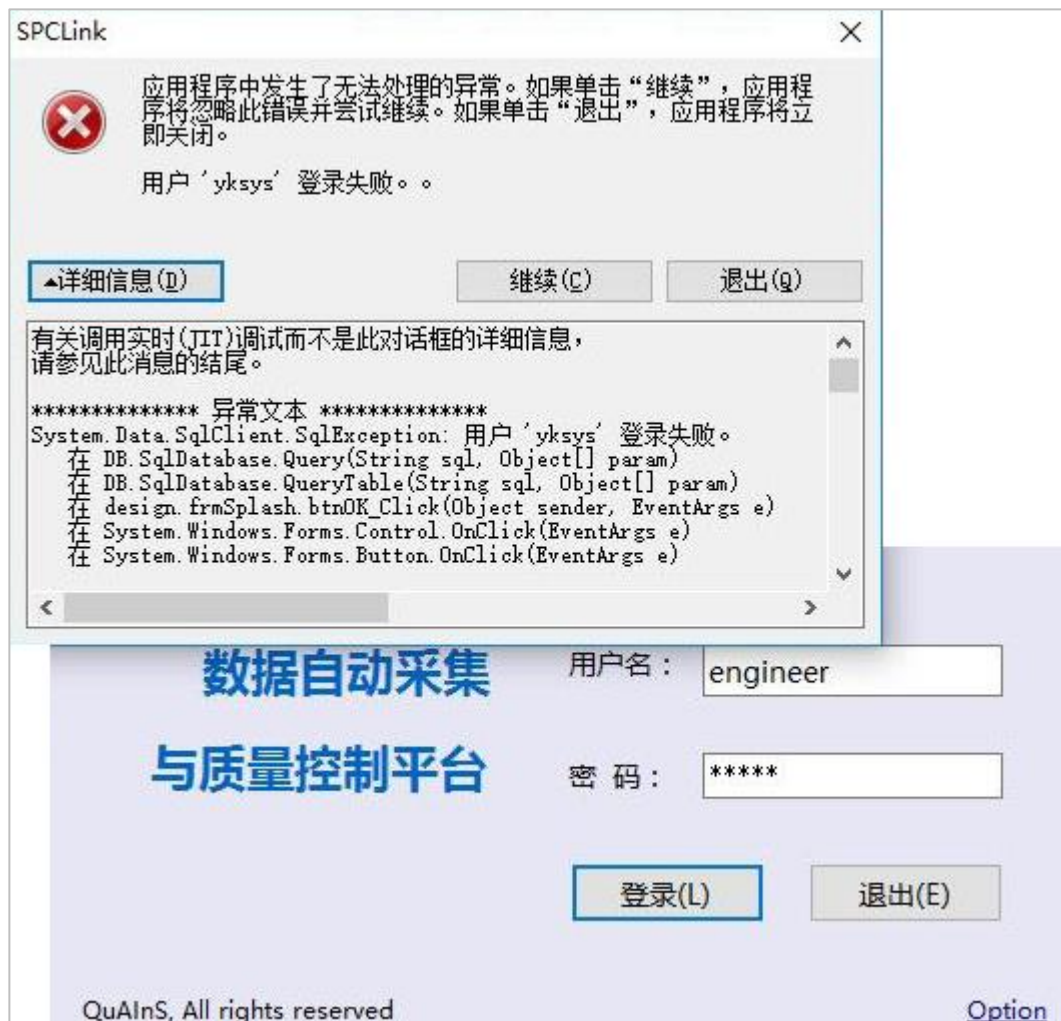 SPCLink
应用程序中发生了无法处理的异常。如果单击“继续”，应用程
序将忽略此错误并尝试继续。如果单击“退出”，应用程序将立
即关闭。
用户 'yksys' 登录失败。。
▲详细信息(D)
继续(C)
退出(Q)
有关调用实时(JIT)调试而不是此对话框的详细信息，
请参见此消息的结尾。
************** 异常文本 **************
System.Data.SqlClient.SqlException: 用户 'yksys' 登录失败。
在 DB.SqlDatabase.Query(String sql, Object[] param)
在 DB.SqlDatabase.QueryTable(String sql, Object[] param)
在 design.frmSplash.btnOK_Click(Object sender, EventArgs e)
在 System.Windows.Forms.Control.OnClick(EventArgs e)
在 System.Windows.Forms.Button.OnClick(EventArgs e)
数据自动采集
用户名：
engineer
与质量控制平台
密 码：
*****
登录(L)
退出(E)
QuAInS, All rights reserved
Option